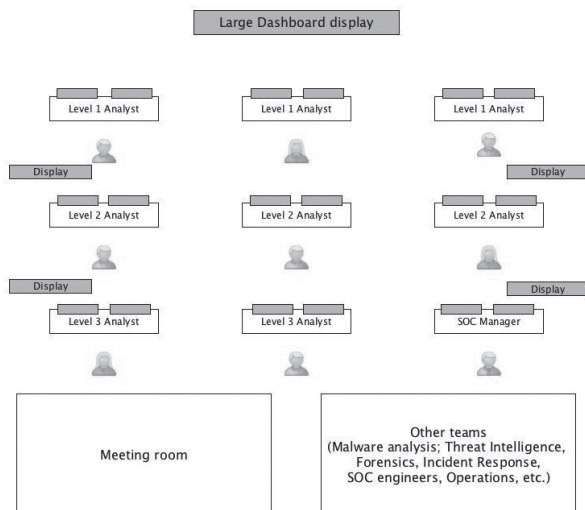 Large Dashboard display
Level 1 Analyst
Level 1 Analyst
Level 1 Analyst
Display
Display
Level 2 Analyst
Level 2 Analyst
Level 2 Analyst
Display
Display
Level 3 Analyst
Level 3 Analyst
SOC Manager
Meeting room
Other teams
(Malware analysis; Threat Intelligence,
Forensics, Incident Response,
SOC engineers, Operations, etc.)